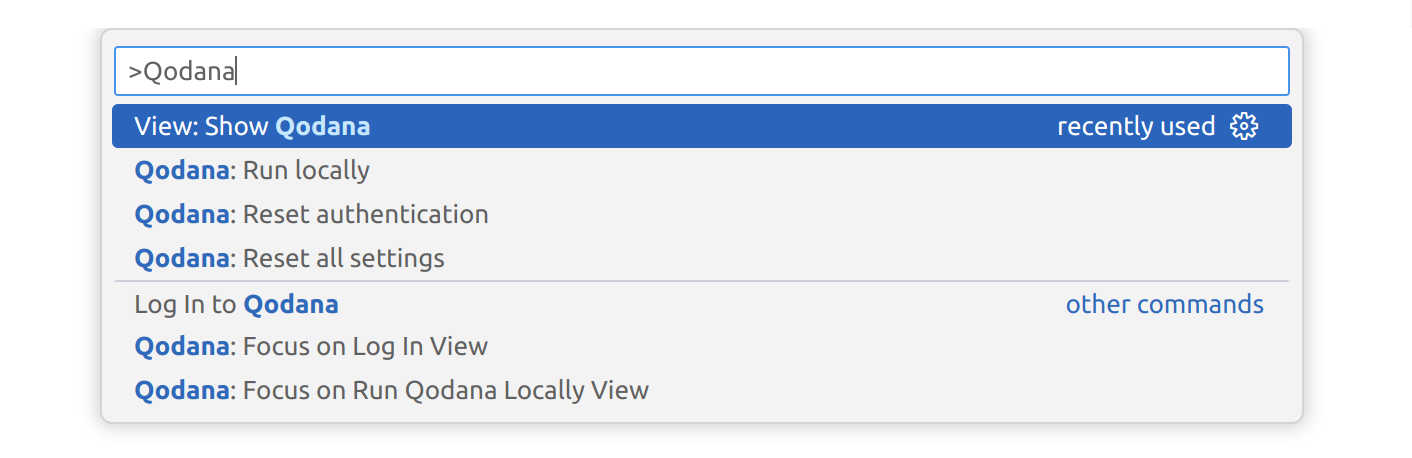 >Qodana
View: Show Qodana recently used
Qodana: Run locally
Qodana: Reset authentication
Qodana: Reset all settings
Log In to Qodana other commands
Qodana: Focus on Log In View
Qodana: Focus on Run Qodana Locally View